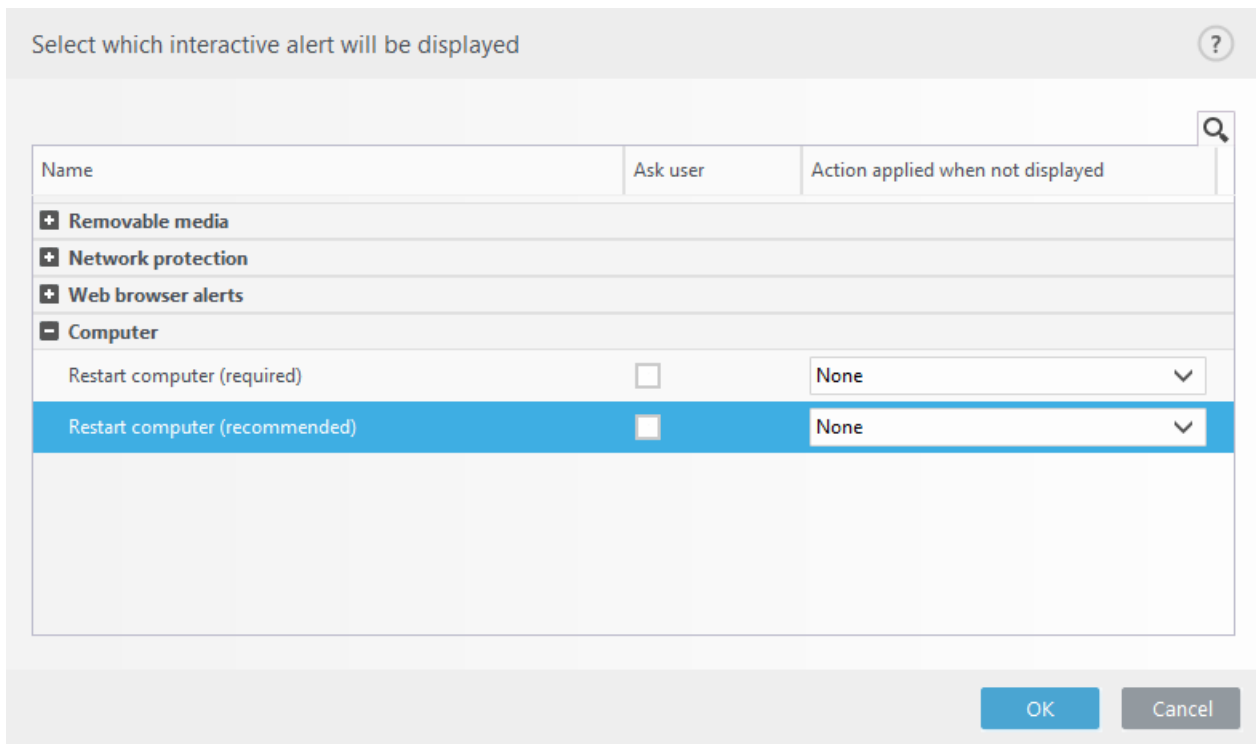 Select which interactive alert will be displayed
?
Name Ask user Action applied when not displayed
Removable media
Network protection
Web browser alerts
Computer
Restart computer (required) None
Restart computer (recommended) None
OK Cancel